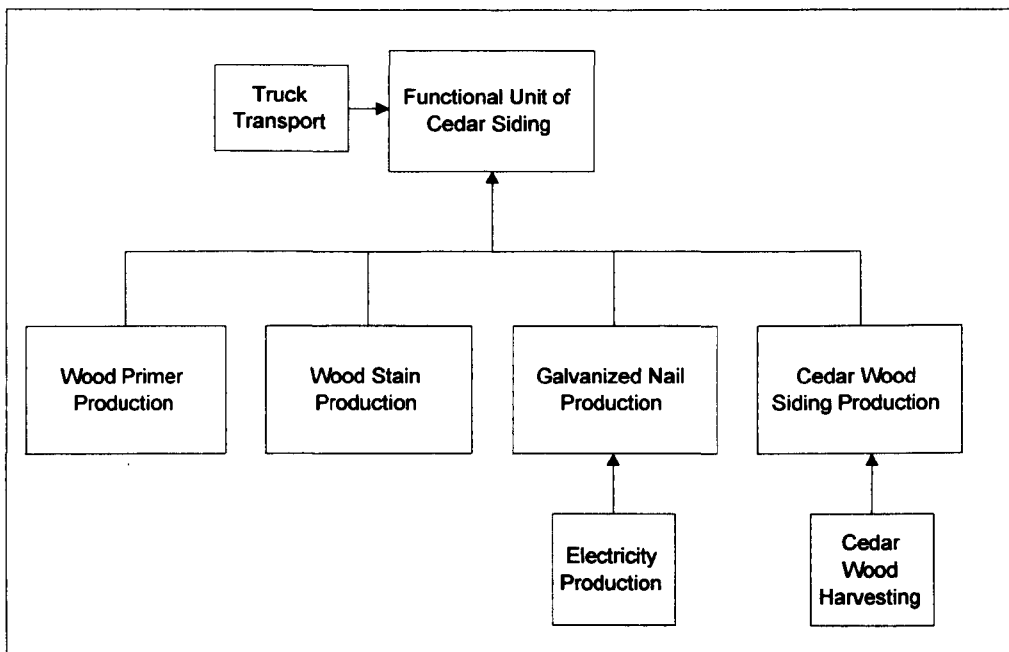 Truck
Transport
Functional Unit of
Cedar Siding
Wood Primer
Production
Wood Stain
Production
Galvanized Nail
Production
Cedar Wood
Siding Production
Electricity
Production
Cedar
Wood
Harvesting